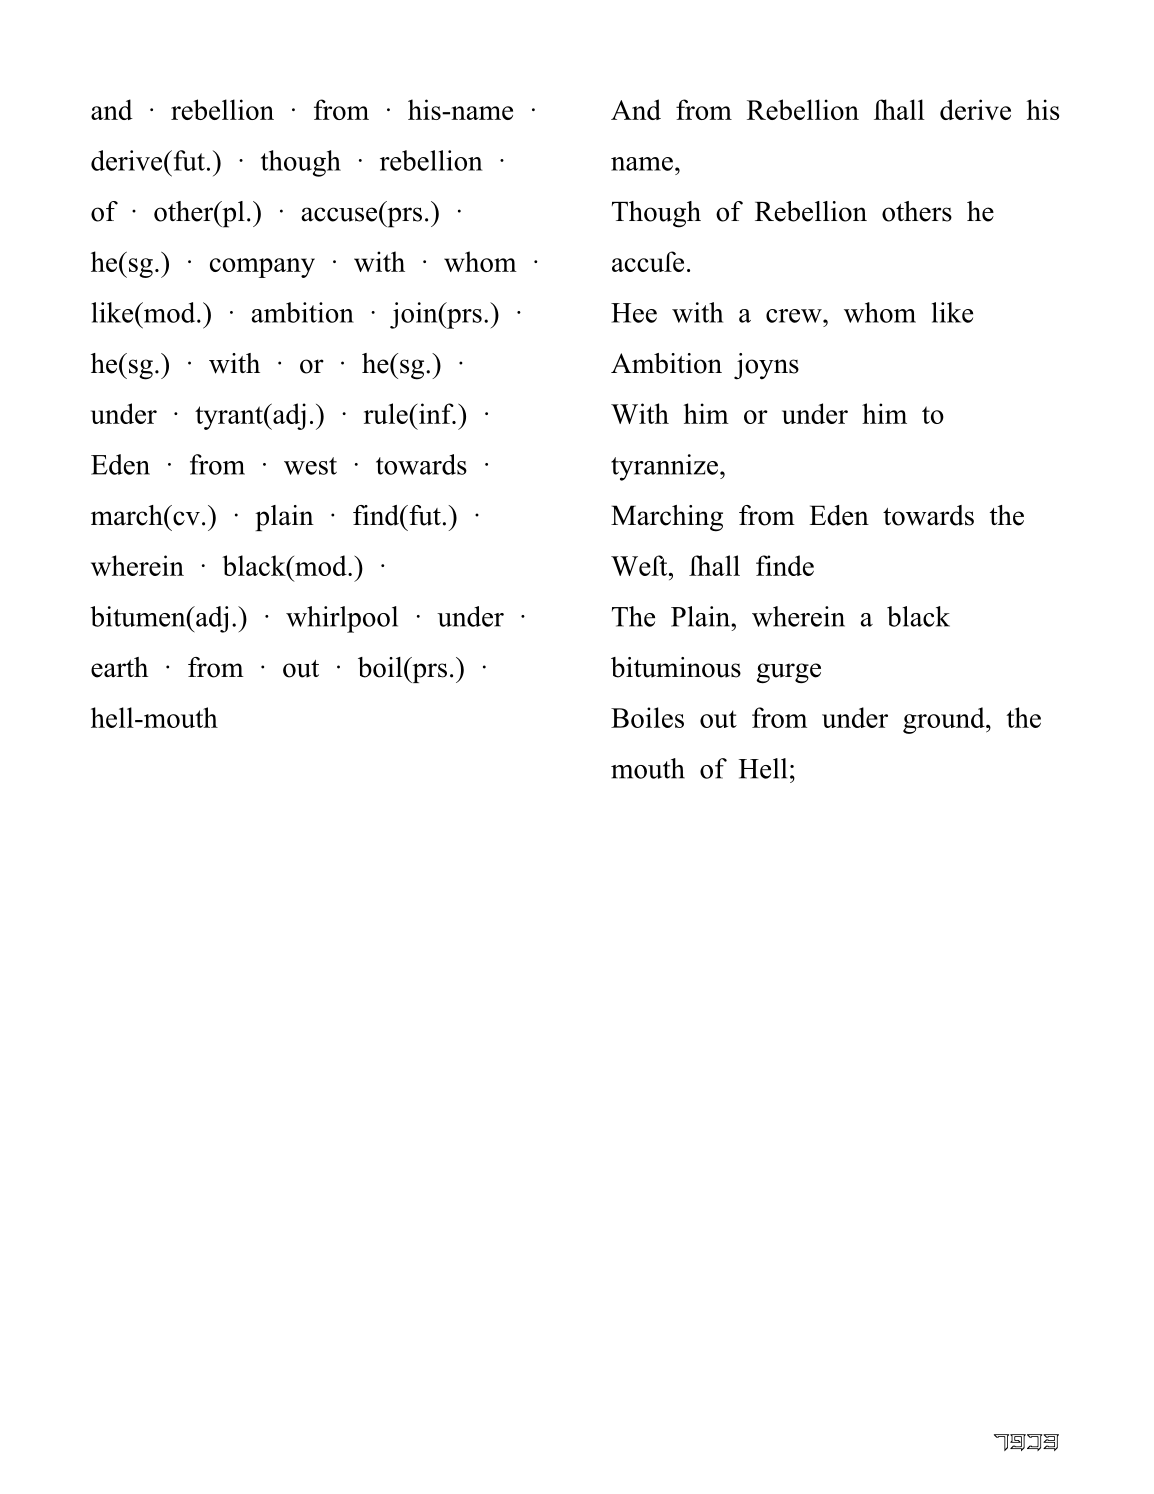 and · rebellion · from · his-name ·
derive(fut.) · though · rebellion ·
of · other(pl.) · accuse(prs.) ·
he(sg.) · company · with · whom ·
like(mod.) · ambition · join(prs.) ·
he(sg.) · with · or · he(sg.) ·
under · tyrant(adj.) · rule(inf.) ·
Eden · from · west · towards ·
march(cv.) · plain · find(fut.) ·
wherein · black(mod.) ·
bitumen(adj.) · whirlpool · under ·
earth · from · out · boil(prs.) ·
hell-mouth
And from Rebellion ſhall derive his
name,
Though of Rebellion others he
accuſe.
Hee with a crew, whom like
Ambition joyns
With him or under him to
tyrannize,
Marching from Eden towards the
Weſt, ſhall finde
The Plain, wherein a black
bituminous gurge
Boiles out from under ground, the
mouth of Hell;